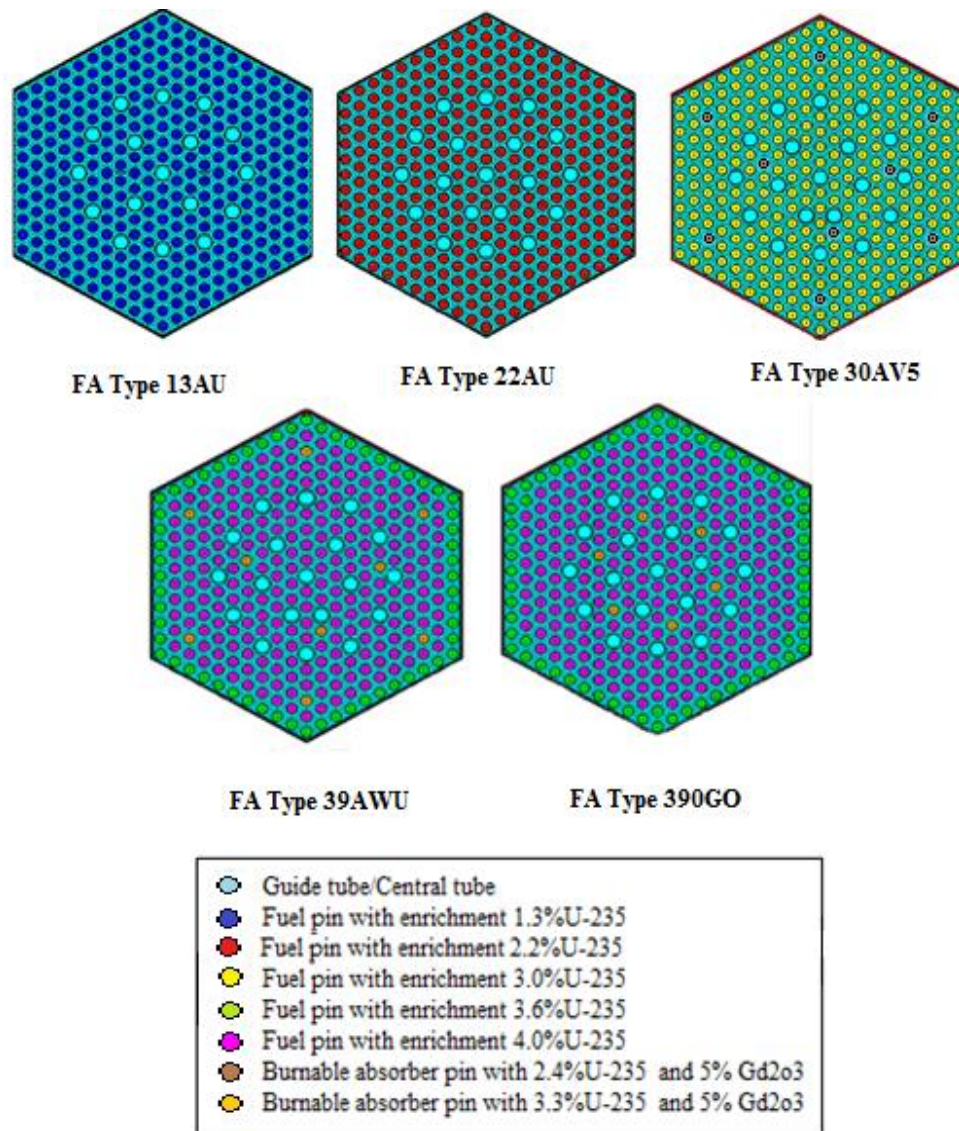 FA Type 13AU
FA Type 22AU
FA Type 30AV5
FA Type 39AWU
FA Type 390GO
Guide tube/Central tube
Fuel pin with enrichment 1.3%U-235
Fuel pin with enrichment 2.2%U-235
Fuel pin with enrichment 3.0%U-235
Fuel pin with enrichment 3.6%U-235
Fuel pin with enrichment 4.0%U-235
Burnable absorber pin with 2.4%U-235 and 5% Gd2o3
Burnable absorber pin with 3.3%U-235 and 5% Gd2o3